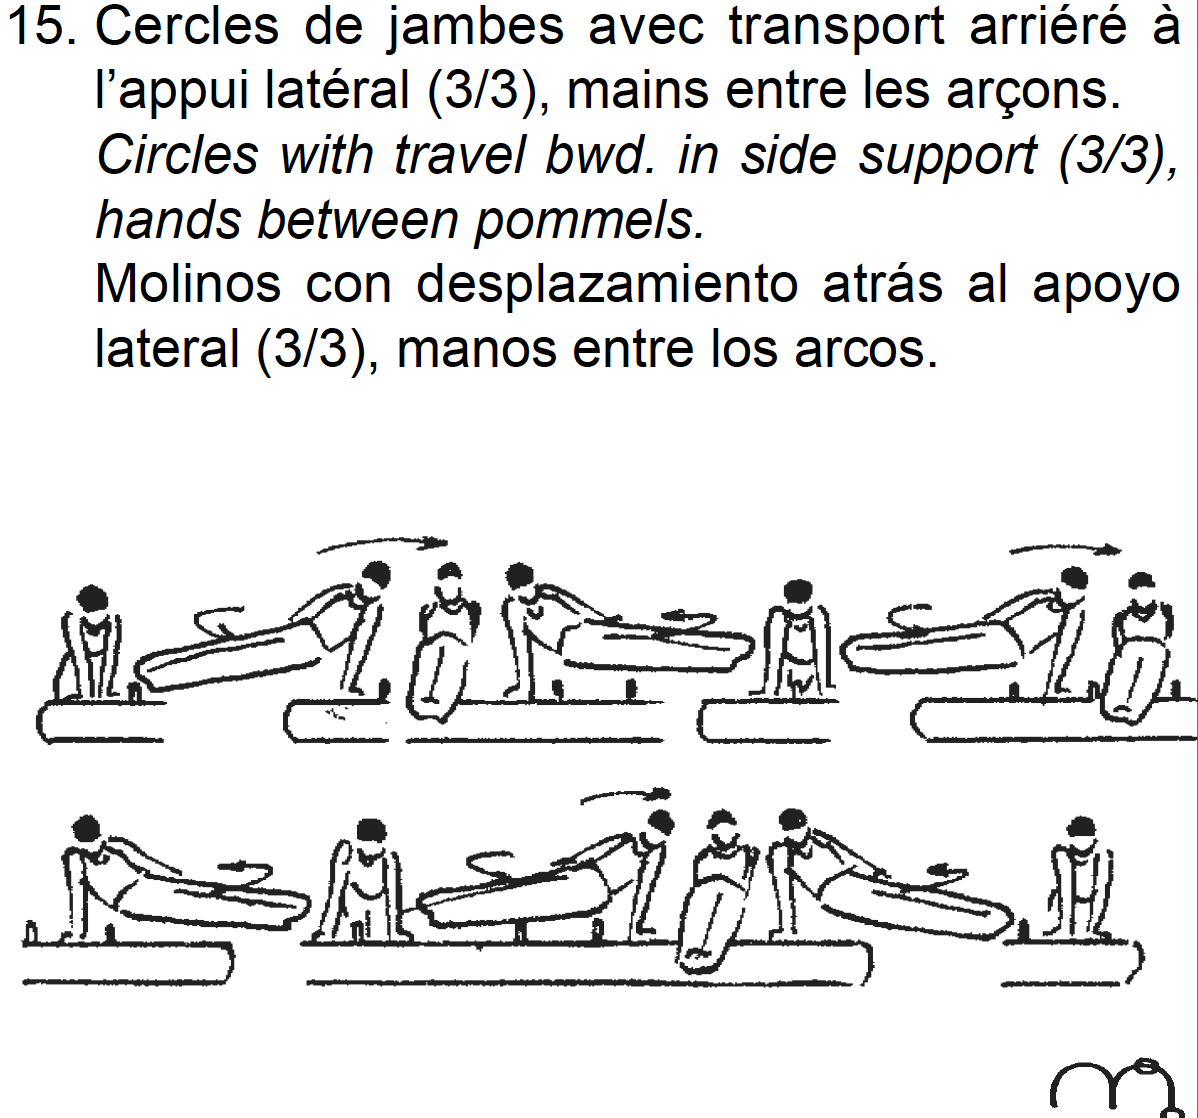 15. Cercles de jambes avec transport arriéré à
l’appui latéral (3/3), mains entre les arçons.
Circles with travel bwd. in side support (3/3),
hands between pommels.
Molinos con desplazamiento atrás al apoyo
lateral (3/3), manos entre los arcos.